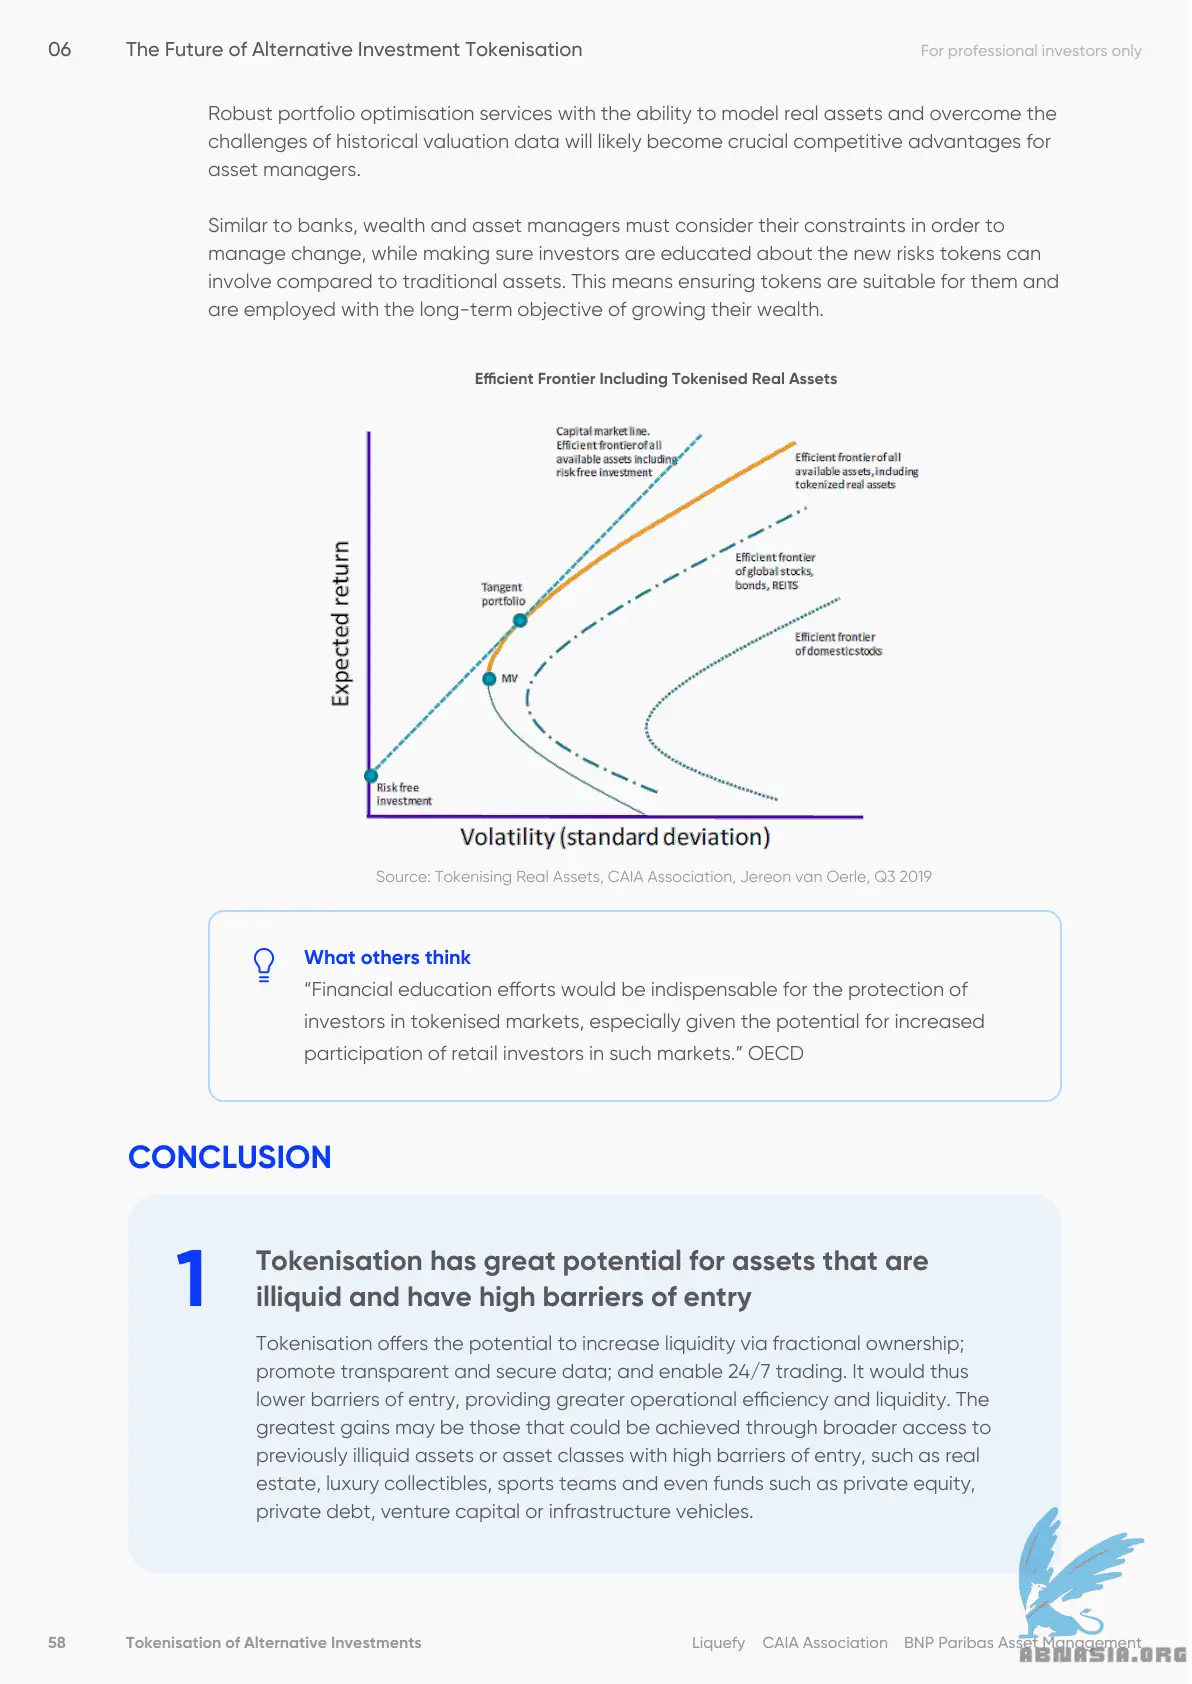 06
The Future of Alternative Investment Tokenisation
For professional investors only
Robust portfolio optimisation services with the ability to model real assets and overcome the
challenges of historical valuation data will likely become crucial competitive advantages for
asset managers.
Similar to banks, wealth and asset managers must consider their constraints in order to
manage change, while making sure investors are educated about the new risks tokens can
involve compared to traditional assets. This means ensuring tokens are suitable for them and
are employed with the long-term objective of growing their wealth.
Efficient Frontier Including Tokenised Real Assets
Capital market line.
Efficient frontier of all
available assets including
risk free investment
Efficient frontier of all
available assets, including
tokenized real assets
Efficient frontier
of global stocks,
bonds, REITS
Tangent
portfolio
Efficient frontier
of domestic stocks
MV
Risk free
investment
Expected return
Volatility (standard deviation)
Source: Tokenising Real Assets, CAIA Association, Jereon van Oerle, Q3 2019
What others think
“Financial education efforts would be indispensable for the protection of
investors in tokenised markets, especially given the potential for increased
participation of retail investors in such markets.” OECD
CONCLUSION
1
Tokenisation has great potential for assets that are
illiquid and have high barriers of entry
Tokenisation offers the potential to increase liquidity via fractional ownership;
promote transparent and secure data; and enable 24/7 trading. It would thus
lower barriers of entry, providing greater operational efficiency and liquidity. The
greatest gains may be those that could be achieved through broader access to
previously illiquid assets or asset classes with high barriers of entry, such as real
estate, luxury collectibles, sports teams and even funds such as private equity,
private debt, venture capital or infrastructure vehicles.
58
Tokenisation of Alternative Investments
Liquefy CAIA Association BNP Paribas Asset Management
ABNASIA.ORG